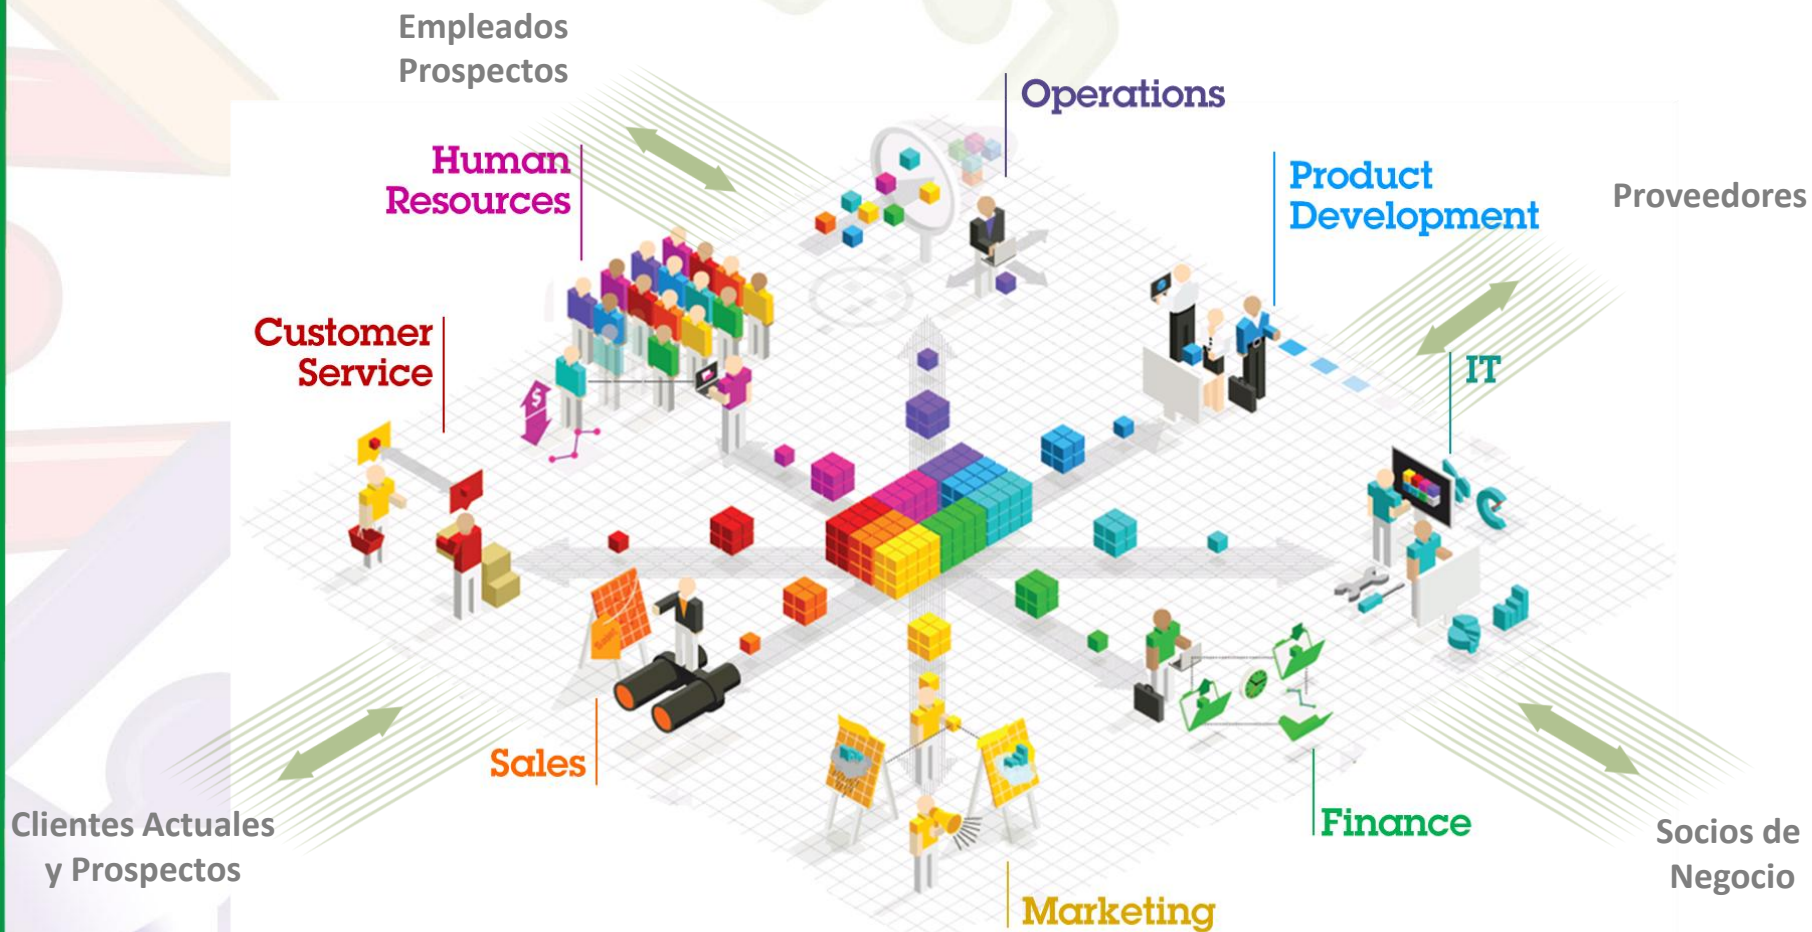 Empleados
Prospectos
Operations
Human
Resources
Product
Development
Proveedores
Customer
Service
IT
$
Sales
Clientes Actuales
y Prospectos
Finance
Socios de
Negocio
Marketing